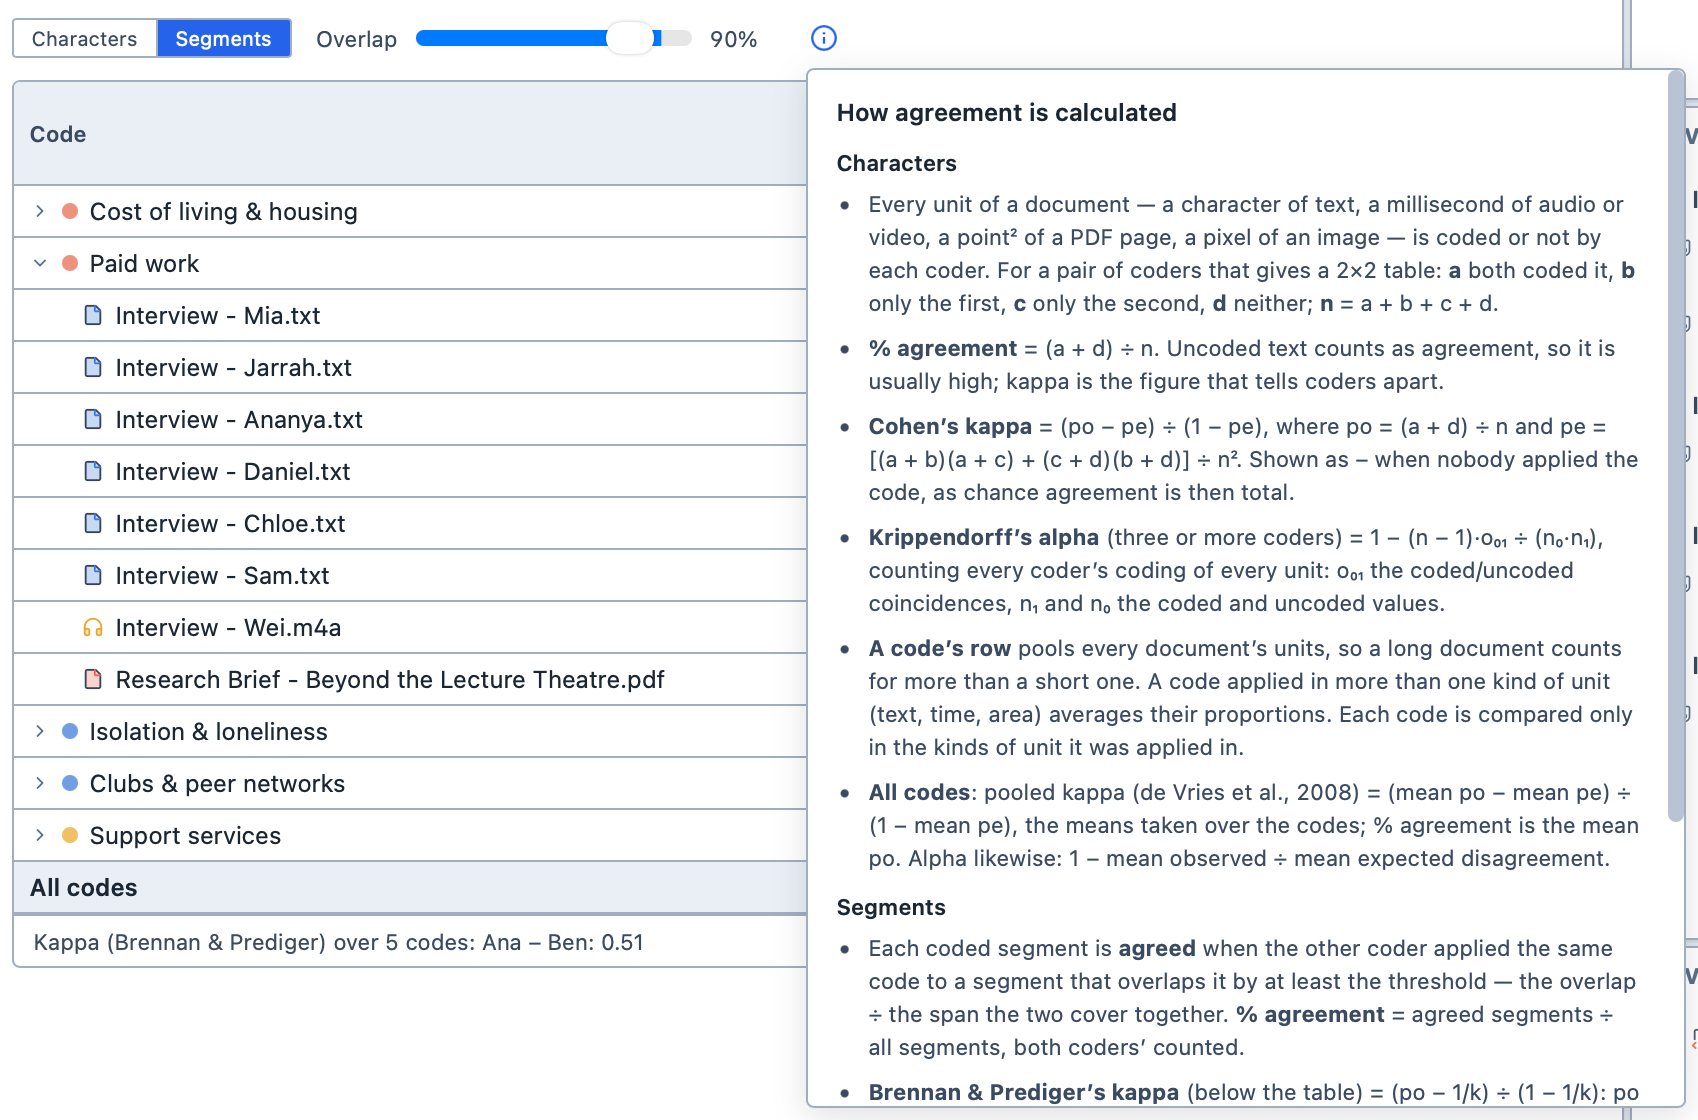 Characters
Segments
Overlap
90%
Code
Cost of living & housing
Paid work
Interview - Mia.txt
Interview - Jarrah.txt
Interview - Ananya.txt
Interview - Daniel.txt
Interview - Chloe.txt
Interview - Sam.txt
Interview - Wei.m4a
Research Brief - Beyond the Lecture Theatre.pdf
Isolation & loneliness
Clubs & peer networks
Support services
All codes
Kappa (Brennan & Prediger) over 5 codes: Ana – Ben: 0.51
How agreement is calculated
Characters
• Every unit of a document — a character of text, a millisecond of audio or
video, a point² of a PDF page, a pixel of an image — is coded or not by
each coder. For a pair of coders that gives a 2×2 table: a both coded it, b
only the first, c only the second, d neither; n = a + b + c + d.
• % agreement = (a + d) ÷ n. Uncoded text counts as agreement, so it is
usually high; kappa is the figure that tells coders apart.
• Cohen’s kappa = (po – pe) ÷ (1 – pe), where po = (a + d) ÷ n and pe =
[(a + b)(a + c) + (c + d)(b + d)] ÷ n². Shown as – when nobody applied the
code, as chance agreement is then total.
• Krippendorff’s alpha (three or more coders) = 1 – (n – 1)·o₀₁ ÷ (n₀·n₁),
counting every coder’s coding of every unit: o₀₁ the coded/uncoded
coincidences, n₁ and n₀ the coded and uncoded values.
• A code’s row pools every document’s units, so a long document counts
for more than a short one. A code applied in more than one kind of unit
(text, time, area) averages their proportions. Each code is compared only
in the kinds of unit it was applied in.
• All codes: pooled kappa (de Vries et al., 2008) = (mean po – mean pe) ÷
(1 – mean pe), the means taken over the codes; % agreement is the mean
po. Alpha likewise: 1 – mean observed ÷ mean expected disagreement.
Segments
• Each coded segment is agreed when the other coder applied the same
code to a segment that overlaps it by at least the threshold — the overlap
÷ the span the two cover together. % agreement = agreed segments ÷
all segments, both coders’ counted.
• Brennan & Prediger’s kappa (below the table) = (po – 1/k) ÷ (1 – 1/k): po